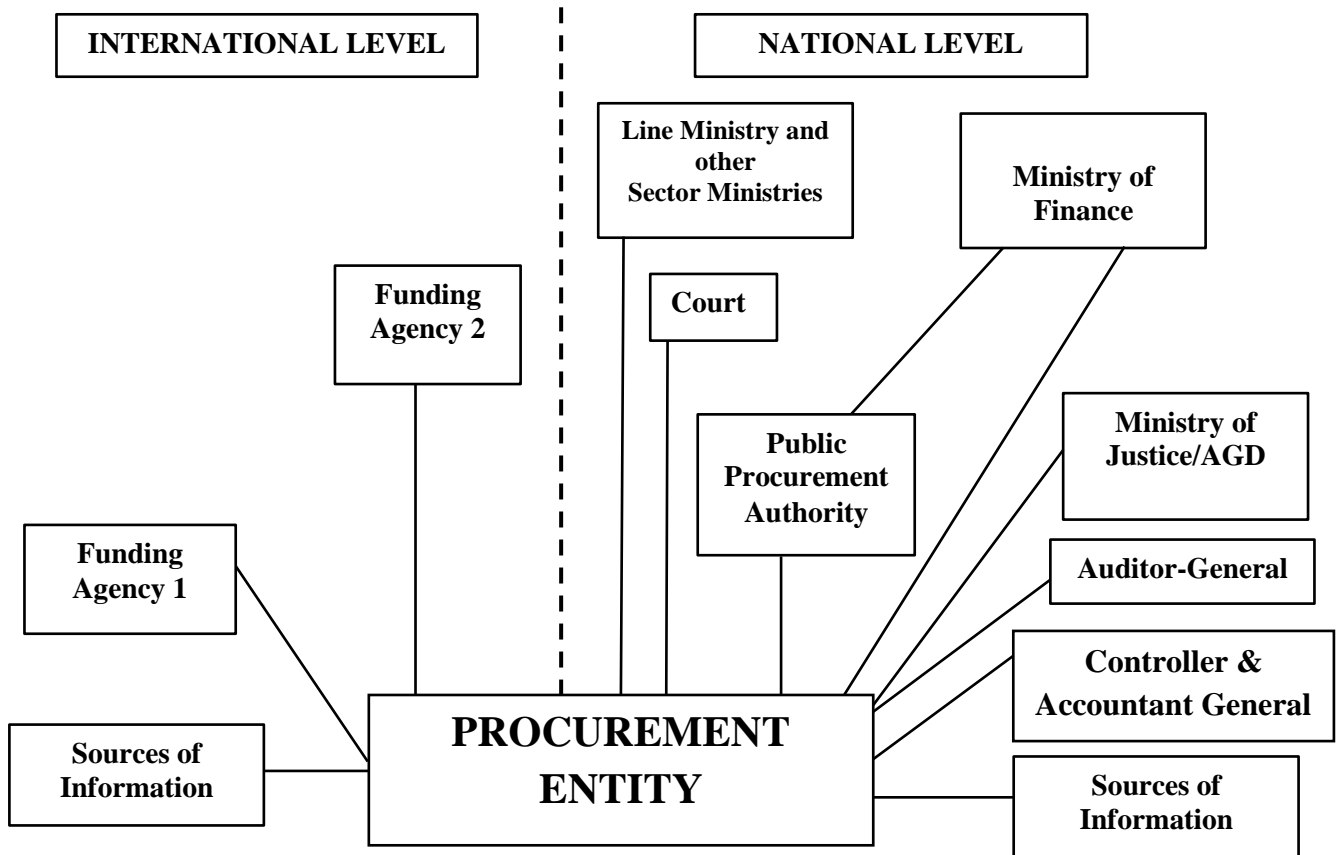 INTERNATIONAL LEVEL
NATIONAL LEVEL
Line Ministry and
other
Sector Ministries
Ministry of
Finance
Funding
Agency 2
Court
Public
Procurement
Authority
Ministry of
Justice/AGD
Funding
Agency 1
Auditor-General
Controller &
Accountant General
Sources of
Information
PROCUREMENT
ENTITY
Sources of
Information